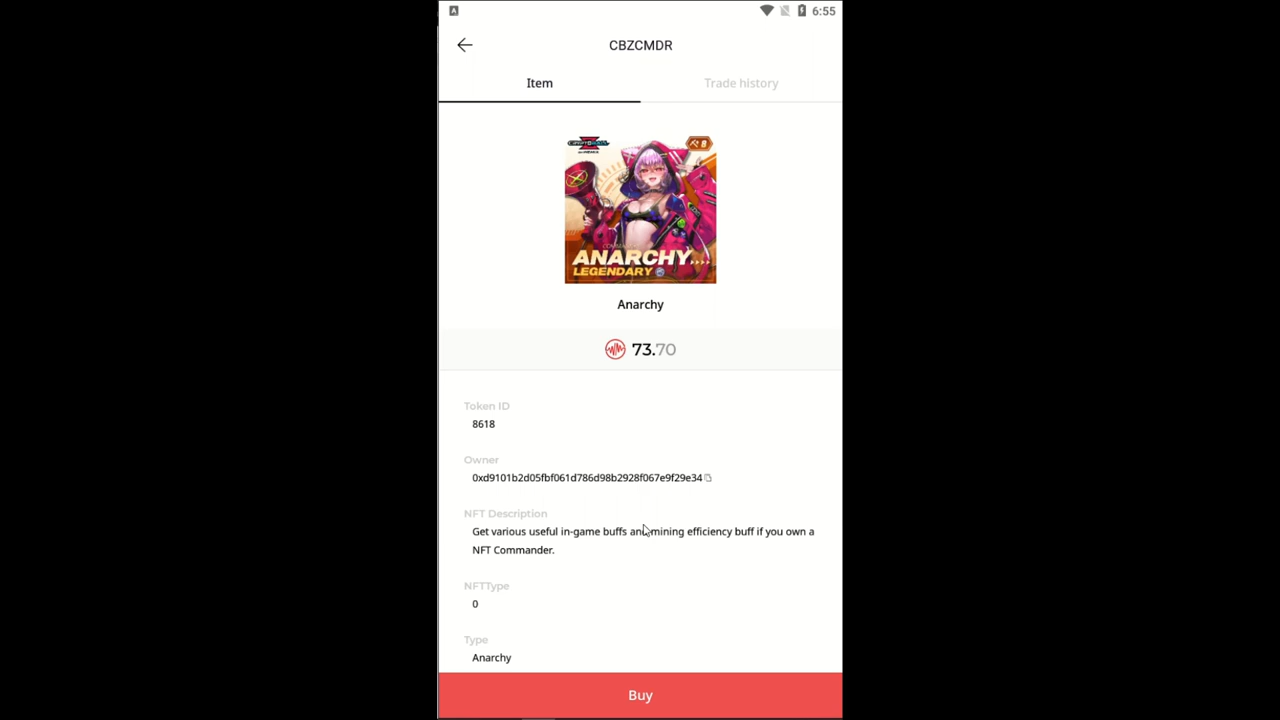 A
6:55
CBZCMDR
Item
Trade history
8
COMMANDER
ANARCHY
LEGENDARY
Anarchy
73.70
Token ID
8618
Owner
0xd9101b2d05fbf061d786d98b2928f067e9f29e34
NFT Description
Get various useful in-game buffs and mining efficiency buff if you own a
NFT Commander.
NFTType
0
Type
Anarchy
Buy